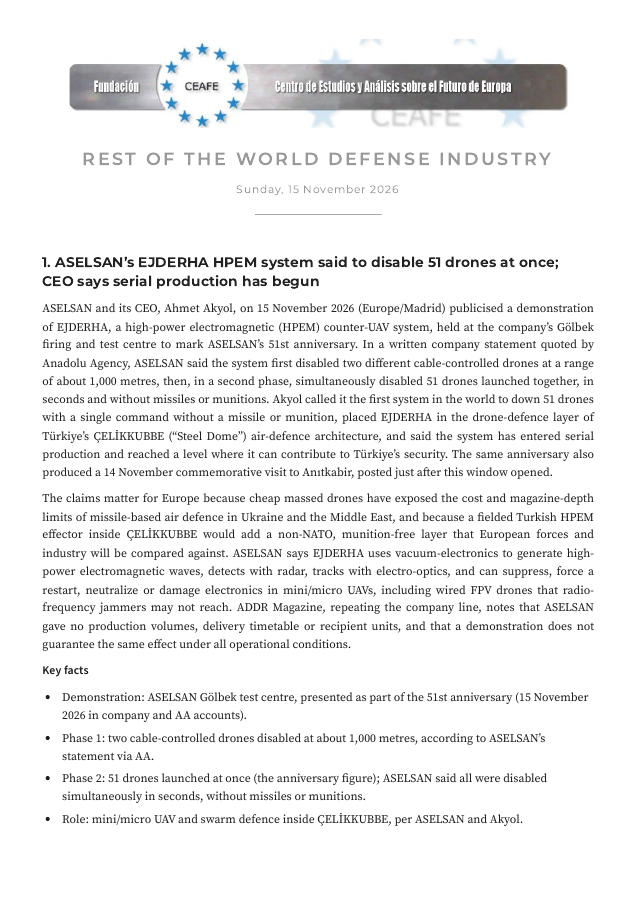 Fundación
CEAFE
Centro de Estudios y Análisis sobre el Futuro de Europa
CEAFE
REST OF THE WORLD DEFENSE INDUSTRY
Sunday, 15 November 2026
1. ASELSAN’s EJDERHA HPEM system said to disable 51 drones at once;
CEO says serial production has begun
ASELSAN and its CEO, Ahmet Akyol, on 15 November 2026 (Europe/Madrid) publicised a demonstration
of EJDERHA, a high-power electromagnetic (HPEM) counter-UAV system, held at the company’s Gölbek
firing and test centre to mark ASELSAN’s 51st anniversary. In a written company statement quoted by
Anadolu Agency, ASELSAN said the system first disabled two different cable-controlled drones at a range
of about 1,000 metres, then, in a second phase, simultaneously disabled 51 drones launched together, in
seconds and without missiles or munitions. Akyol called it the first system in the world to down 51 drones
with a single command without a missile or munition, placed EJDERHA in the drone-defence layer of
Türkiye’s ÇELİKKUBBE (“Steel Dome”) air-defence architecture, and said the system has entered serial
production and reached a level where it can contribute to Türkiye’s security. The same anniversary also
produced a 14 November commemorative visit to Anıtkabir, posted just after this window opened.
The claims matter for Europe because cheap massed drones have exposed the cost and magazine-depth
limits of missile-based air defence in Ukraine and the Middle East, and because a fielded Turkish HPEM
effector inside ÇELİKKUBBE would add a non-NATO, munition-free layer that European forces and
industry will be compared against. ASELSAN says EJDERHA uses vacuum-electronics to generate high-
power electromagnetic waves, detects with radar, tracks with electro-optics, and can suppress, force a
restart, neutralize or damage electronics in mini/micro UAVs, including wired FPV drones that radio-
frequency jammers may not reach. ADDR Magazine, repeating the company line, notes that ASELSAN
gave no production volumes, delivery timetable or recipient units, and that a demonstration does not
guarantee the same effect under all operational conditions.
Key facts
• Demonstration: ASELSAN Gölbek test centre, presented as part of the 51st anniversary (15 November
2026 in company and AA accounts).
• Phase 1: two cable-controlled drones disabled at about 1,000 metres, according to ASELSAN’s
statement via AA.
• Phase 2: 51 drones launched at once (the anniversary figure); ASELSAN said all were disabled
simultaneously in seconds, without missiles or munitions.
• Role: mini/micro UAV and swarm defence inside ÇELİKKUBBE, per ASELSAN and Akyol.